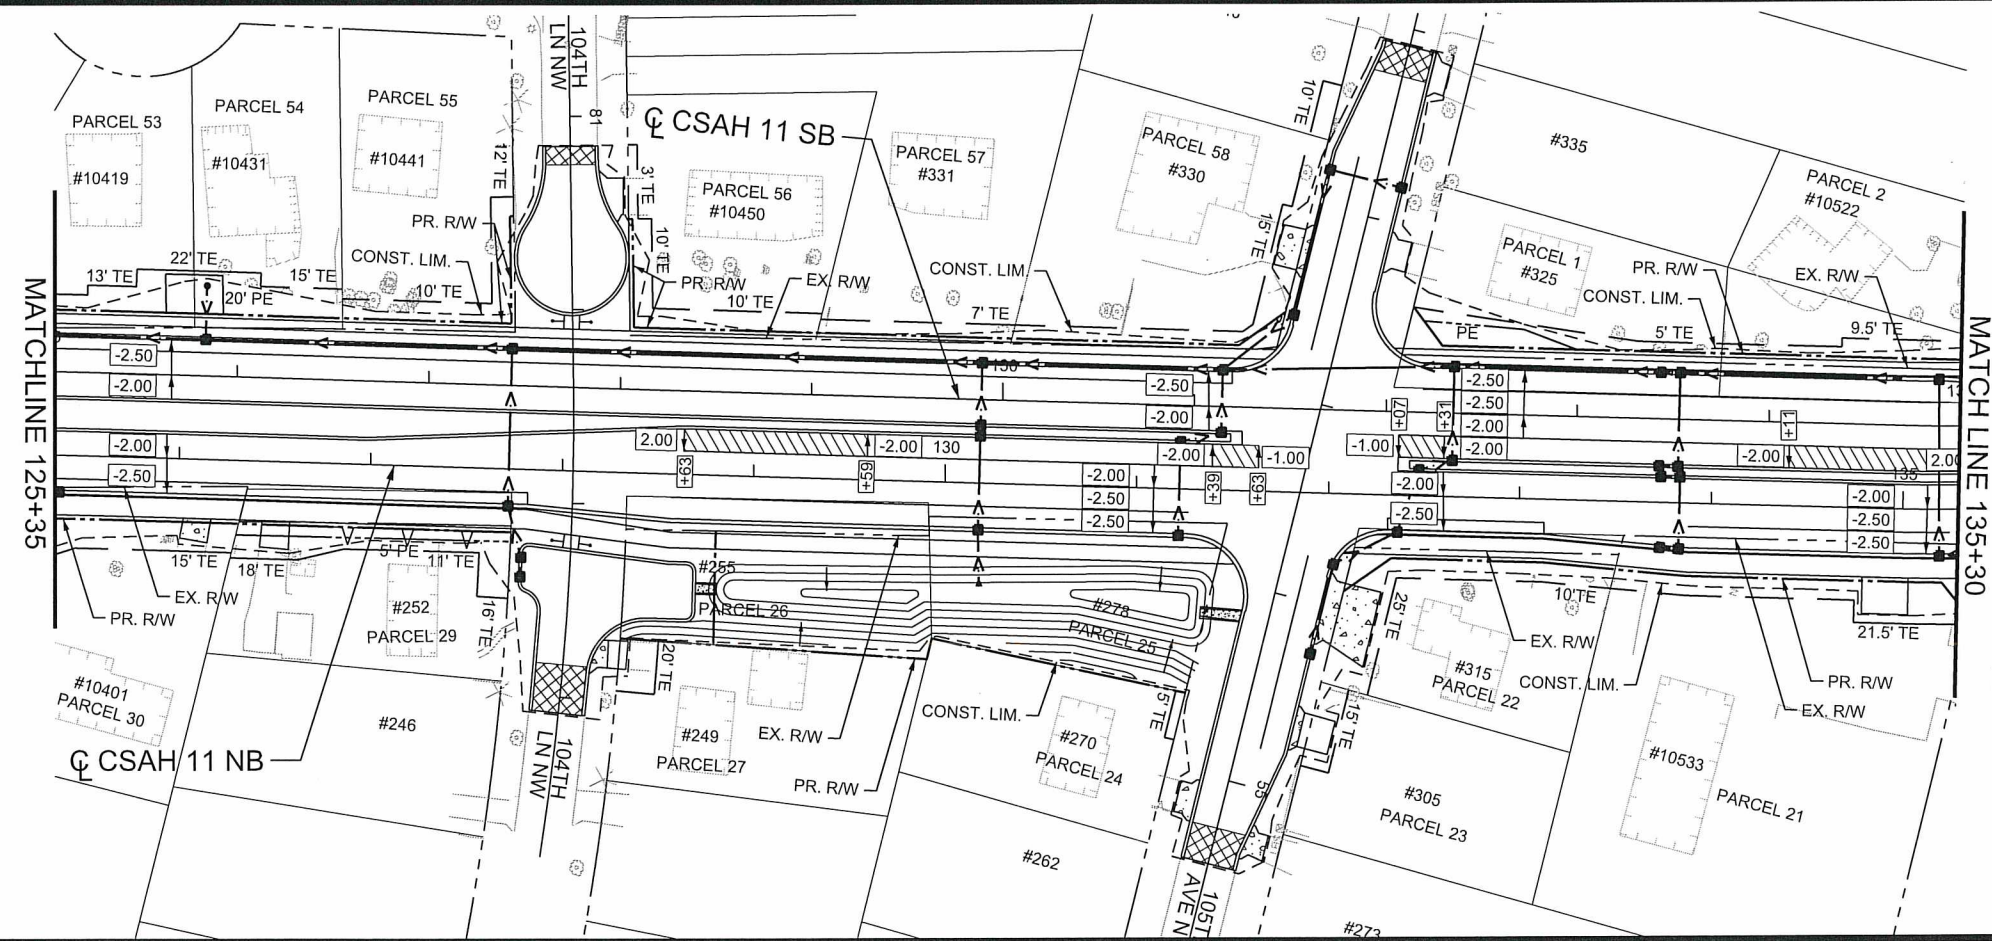 104TH
LN NW
81
℄ CSAH 11 SB
PARCEL 53
#10419
PARCEL 54
#10431
PARCEL 55
#10441
12' TE
3' TE
10' TE
PARCEL 56
#10450
PARCEL 57
#331
PARCEL 58
#330
10' TE
15' TE
#335
PARCEL 1
#325
PARCEL 2
#10522
PR. R/W
CONST. LIM.
13' TE
22' TE
20' PE
15' TE
10' TE
PR. R/W
10' TE
EX. R/W
CONST. LIM.
7' TE
PE
PR. R/W
CONST. LIM.
EX. R/W
5' TE
9.5' TE
MATCHLINE 125+35
MATCH LINE 135+30
-2.50
-2.00
-2.00
-2.50
2.00
+63
+59
-2.00
130
-2.50
-2.00
-2.00
+39
+63
-1.00
-2.00
-2.50
-2.50
+07
+31
-1.00
-2.50
-2.50
-2.00
-2.00
-2.00
-2.50
+11
-2.00
2.00
135
-2.00
-2.50
-2.50
15' TE
18' TE
5' PE
11' TE
16' TE
EX. R/W
PR. R/W
#252
PARCEL 29
#10401
PARCEL 30
#246
℄ CSAH 11 NB
104TH
LN NW
20' TE
#255
PARCEL 26
#278
PARCEL 25
#249
PARCEL 27
EX. R/W
PR. R/W
CONST. LIM.
5' TE
#270
PARCEL 24
#262
55
105T
AVE N
25' TE
15' TE
#315
PARCEL 22
10' TE
EX. R/W
CONST. LIM.
PR. R/W
EX. R/W
21.5' TE
#305
PARCEL 23
#10533
PARCEL 21
#273